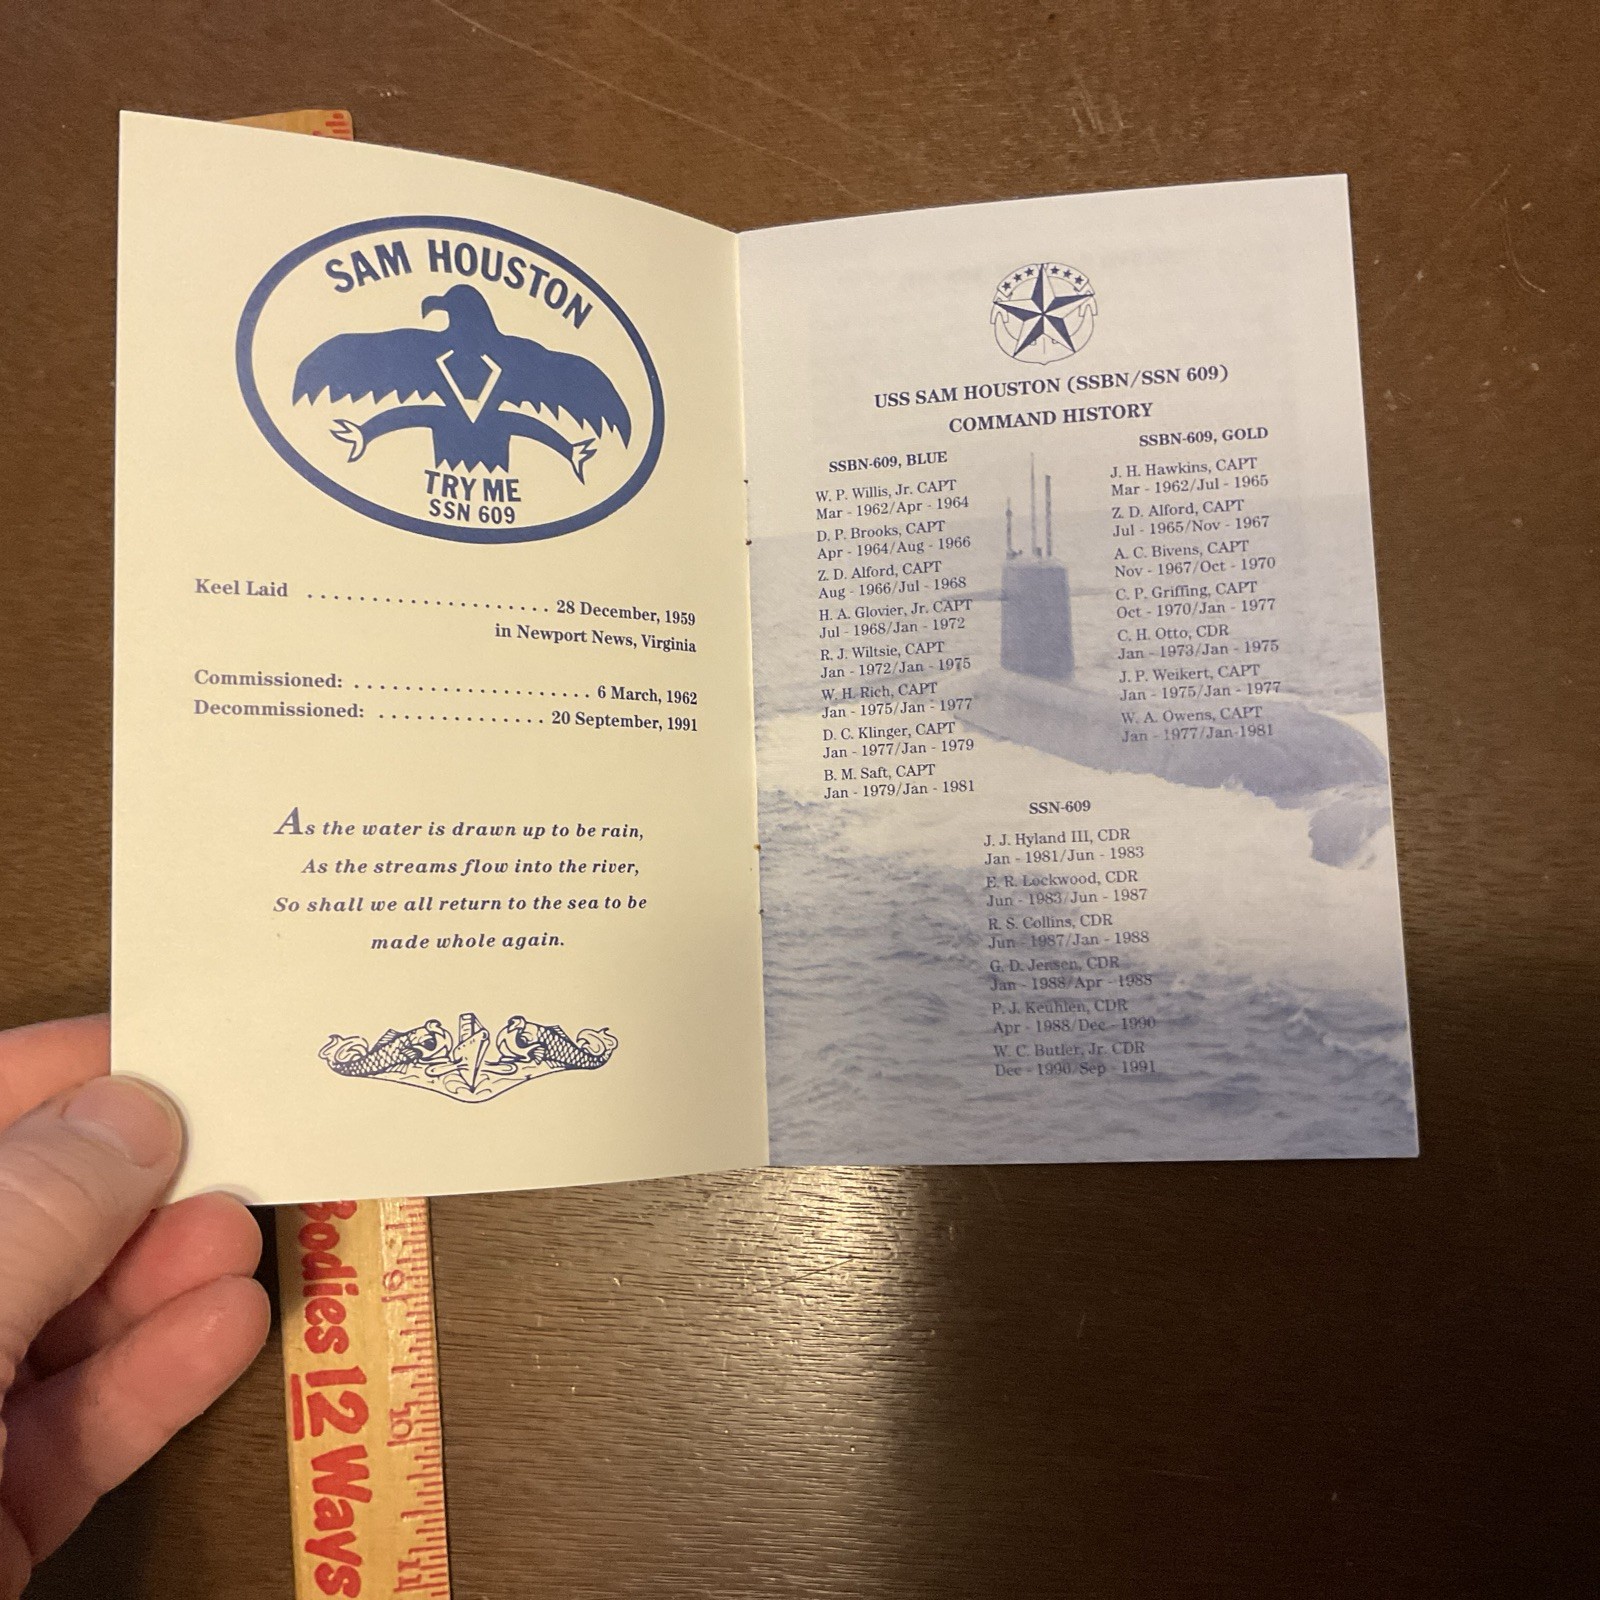 SAM HOUSTON
TRY ME
SSN 609
Keel Laid . . . . . . . . . . . . . . . . . . . . 28 December, 1959
in Newport News, Virginia
Commissioned: . . . . . . . . . . . . . . . . . . . . 6 March, 1962
Decommissioned: . . . . . . . . . . . . . . 20 September, 1991
As the water is drawn up to be rain,
As the streams flow into the river,
So shall we all return to the sea to be
made whole again.
USS SAM HOUSTON (SSBN/SSN 609)
COMMAND HISTORY
SSBN-609, BLUE
W. P. Willis, Jr. CAPT
Mar - 1962/Apr - 1964
D. P. Brooks, CAPT
Apr - 1964/Aug - 1966
Z. D. Alford, CAPT
Aug - 1966/Jul - 1968
H. A. Glovier, Jr. CAPT
Jul - 1968/Jan - 1972
R. J. Wiltsie, CAPT
Jan - 1972/Jan - 1975
W. H. Rich, CAPT
Jan - 1975/Jan - 1977
D. C. Klinger, CAPT
Jan - 1977/Jan - 1979
B. M. Saft, CAPT
Jan - 1979/Jan - 1981
SSBN-609, GOLD
J. H. Hawkins, CAPT
Mar - 1962/Jul - 1965
Z. D. Alford, CAPT
Jul - 1965/Nov - 1967
A. C. Bivens, CAPT
Nov - 1967/Oct - 1970
C. P. Griffing, CAPT
Oct - 1970/Jan - 1977
C. H. Otto, CDR
Jan - 1973/Jan - 1975
J. P. Weikert, CAPT
Jan - 1975/Jan - 1977
W. A. Owens, CAPT
Jan - 1977/Jan-1981
SSN-609
J. J. Hyland III, CDR
Jan - 1981/Jun - 1983
E. R. Lockwood, CDR
Jun - 1983/Jun - 1987
R. S. Collins, CDR
Jun - 1987/Jan - 1988
G. D. Jensen, CDR
Jan - 1988/Apr - 1988
P. J. Keuhlen, CDR
Apr - 1988/Dec - 1990
W. C. Butler, Jr. CDR
Dec - 1990/Sep - 1991
Bodies 12 Ways
9
10
11